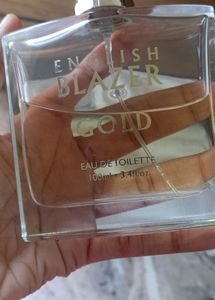 ENGLISH
BLAZER
GOLD
EAU DE TOILETTE
100ml • 3.4fl.oz